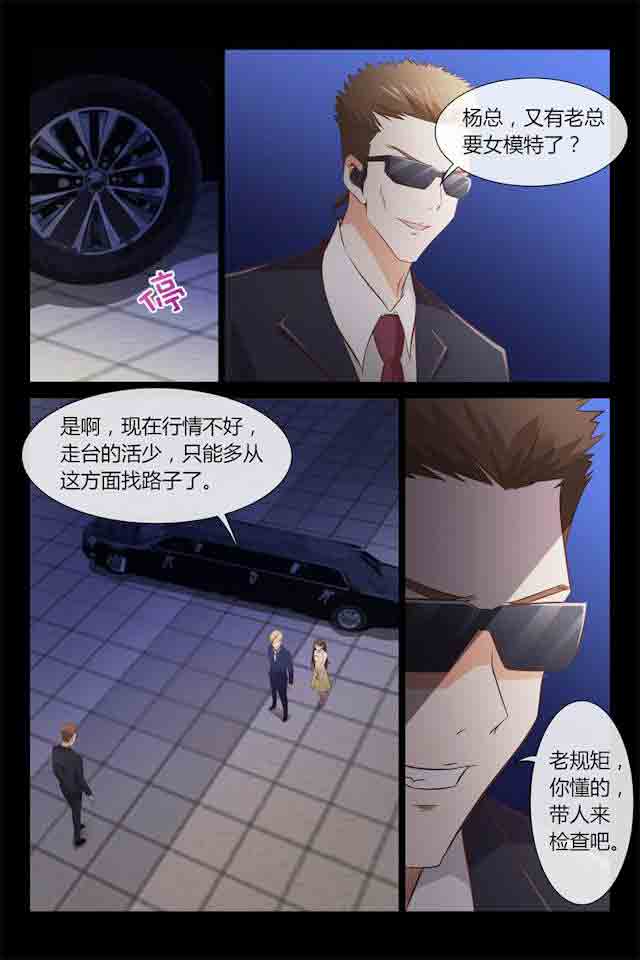 杨总，又有老总
要女模特了？
停
是啊，现在行情不好，
走台的活少，只能多从
这方面找路子了。
老规矩，
你懂的，
带人来
检查吧。